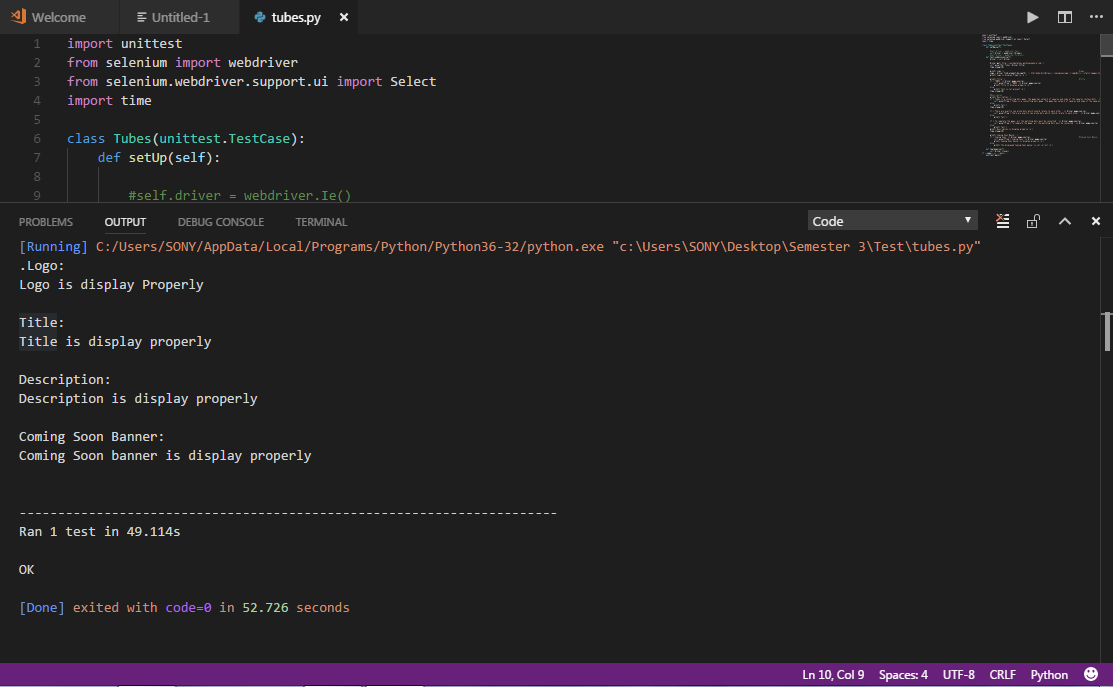 Welcome
Untitled-1
tubes.py
1 import unittest
2 from selenium import webdriver
3 from selenium.webdriver.support.ui import Select
4 import time
5
6 class Tubes(unittest.TestCase):
7 def setUp(self):
8
9 #self.driver = webdriver.Ie()
PROBLEMS OUTPUT DEBUG CONSOLE TERMINAL Code
[Running] C:/Users/SONY/AppData/Local/Programs/Python/Python36-32/python.exe "c:\Users\SONY\Desktop\Semester 3\Test\tubes.py"
.Logo:
Logo is display Properly
Title:
Title is display properly
Description:
Description is display properly
Coming Soon Banner:
Coming Soon banner is display properly
----------------------------------------------------------------------
Ran 1 test in 49.114s
OK
[Done] exited with code=0 in 52.726 seconds
Ln 10, Col 9 Spaces: 4 UTF-8 CRLF Python